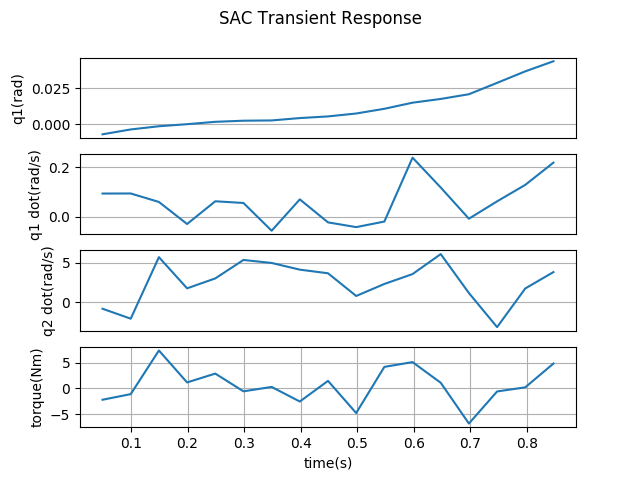 SAC Transient Response
q1(rad)
0.025
0.000
q1 dot(rad/s)
0.2
0.0
q2 dot(rad/s)
5
0
torque(Nm)
5
0
−5
0.1 0.2 0.3 0.4 0.5 0.6 0.7 0.8
time(s)